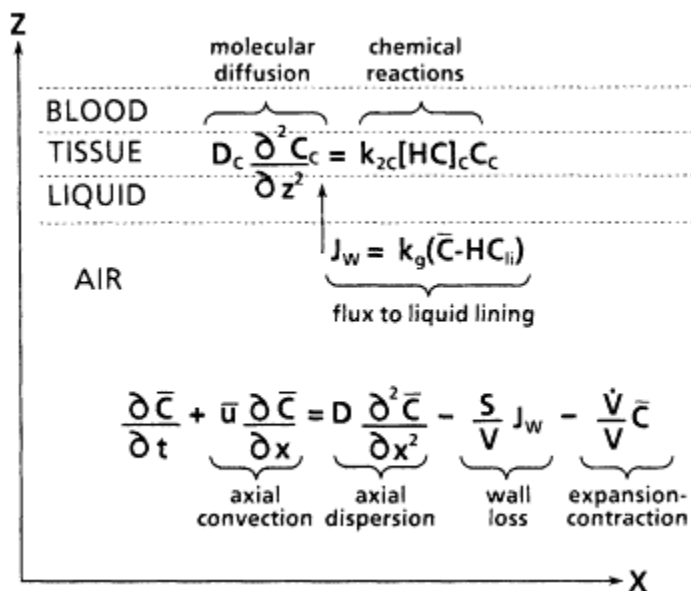 Z
molecular diffusion
chemical reactions
BLOOD
TISSUE
D_C ∂²C_C/∂z² = k_2C[HC]_C C_C
LIQUID
J_W = k_g(C̄-HC_li)
AIR
flux to liquid lining
∂C̄/∂t + ū ∂C̄/∂x = D ∂²C̄/∂x² − S/V J_W − V̇/V C̄
axial convection
axial dispersion
wall loss
expansion-contraction
X